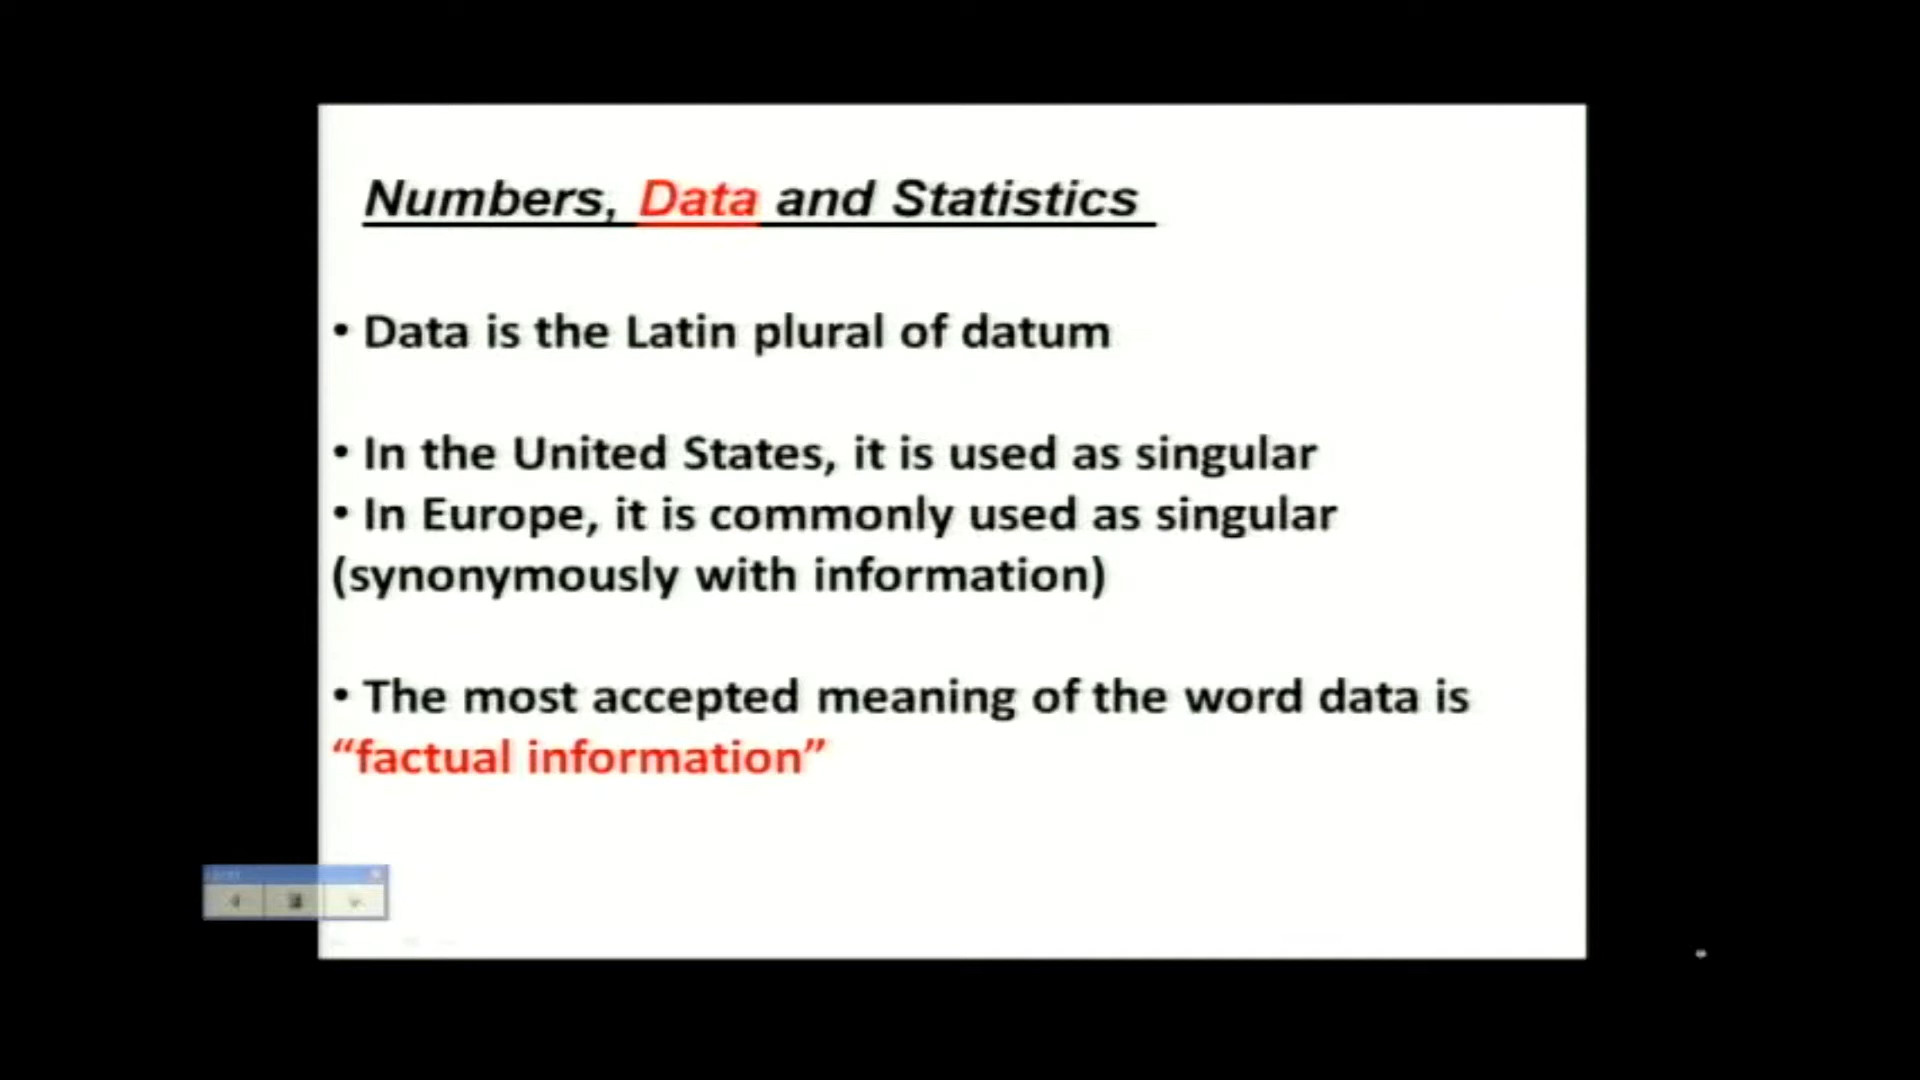 Numbers, Data and Statistics
• Data is the Latin plural of datum
• In the United States, it is used as singular
• In Europe, it is commonly used as singular
(synonymously with information)
• The most accepted meaning of the word data is
“factual information”